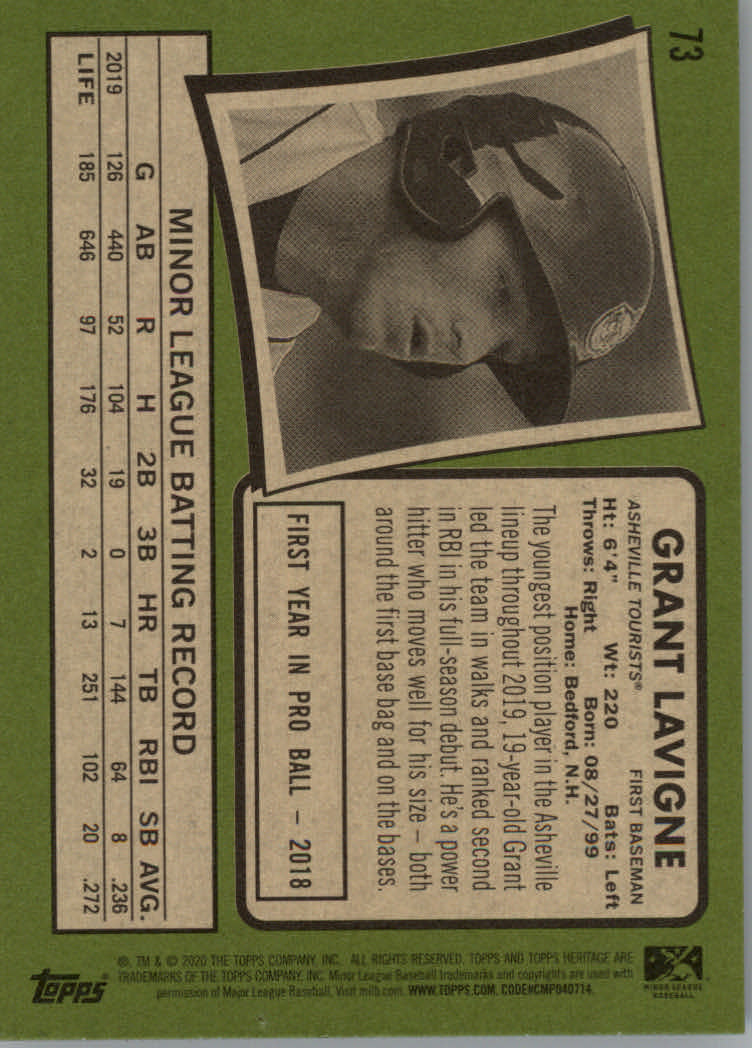 73
GRANT LAVIGNE
ASHEVILLE TOURISTS® FIRST BASEMAN
Ht: 6'4" Wt: 220 Bats: Left
Throws: Right Born: 08/27/99
Home: Bedford, N.H.
The youngest position player in the Asheville
lineup throughout 2019, 19-year-old Grant
led the team in walks and ranked second
in RBI in his full-season debut. He's a power
hitter who moves well for his size – both
around the first base bag and on the bases.
FIRST YEAR IN PRO BALL – 2018
MINOR LEAGUE BATTING RECORD
G AB R H 2B 3B HR TB RBI SB AVG.
2019 126 440 52 104 19 0 7 144 64 8 .236
LIFE 185 646 97 176 32 2 13 251 102 20 .272
MINOR LEAGUE
BASEBALL
®, TM & © 2020 THE TOPPS COMPANY, INC. ALL RIGHTS RESERVED. TOPPS AND TOPPS HERITAGE ARE
TRADEMARKS OF THE TOPPS COMPANY, INC. Minor League Baseball trademarks and copyrights are used with
permission of Major League Baseball. Visit milb.com. WWW.TOPPS.COM. CODE#CMP040714.
topps®